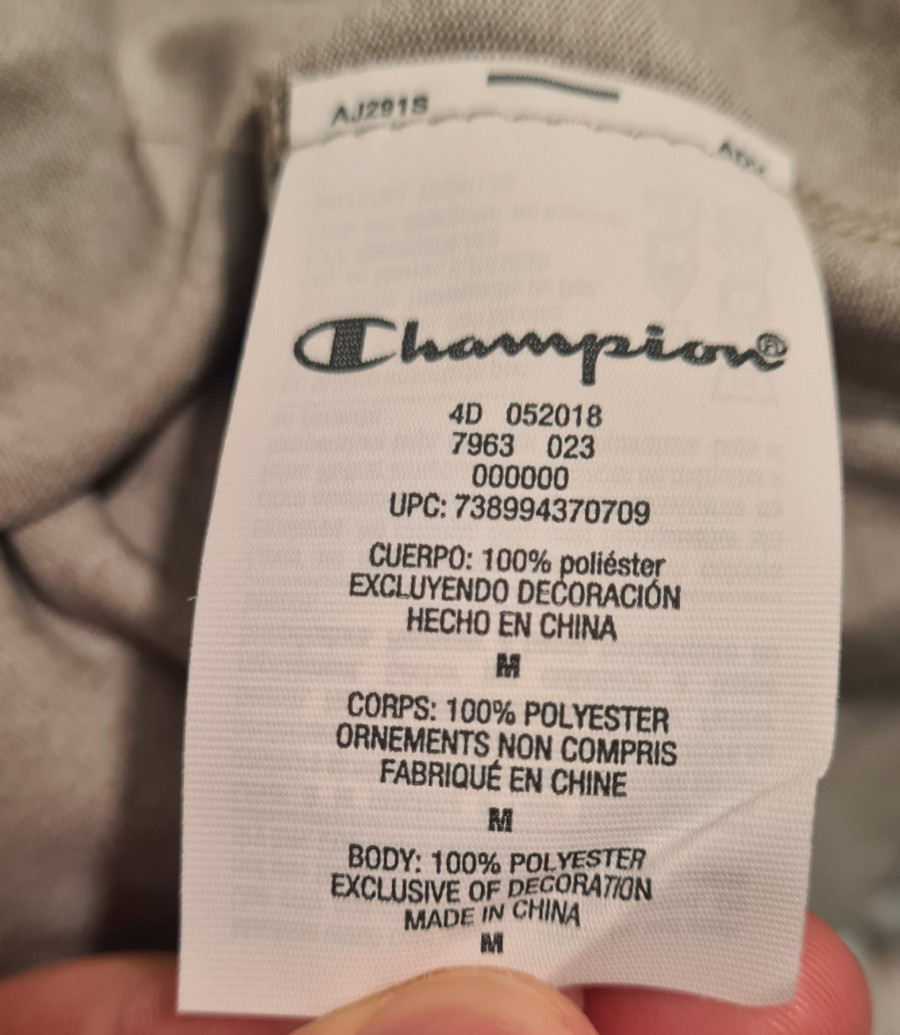 AJ291S
Champion®
4D 052018
7963 023
000000
UPC: 738994370709
CUERPO: 100% poliéster
EXCLUYENDO DECORACIÓN
HECHO EN CHINA
M
CORPS: 100% POLYESTER
ORNEMENTS NON COMPRIS
FABRIQUÉ EN CHINE
M
BODY: 100% POLYESTER
EXCLUSIVE OF DECORATION
MADE IN CHINA
M